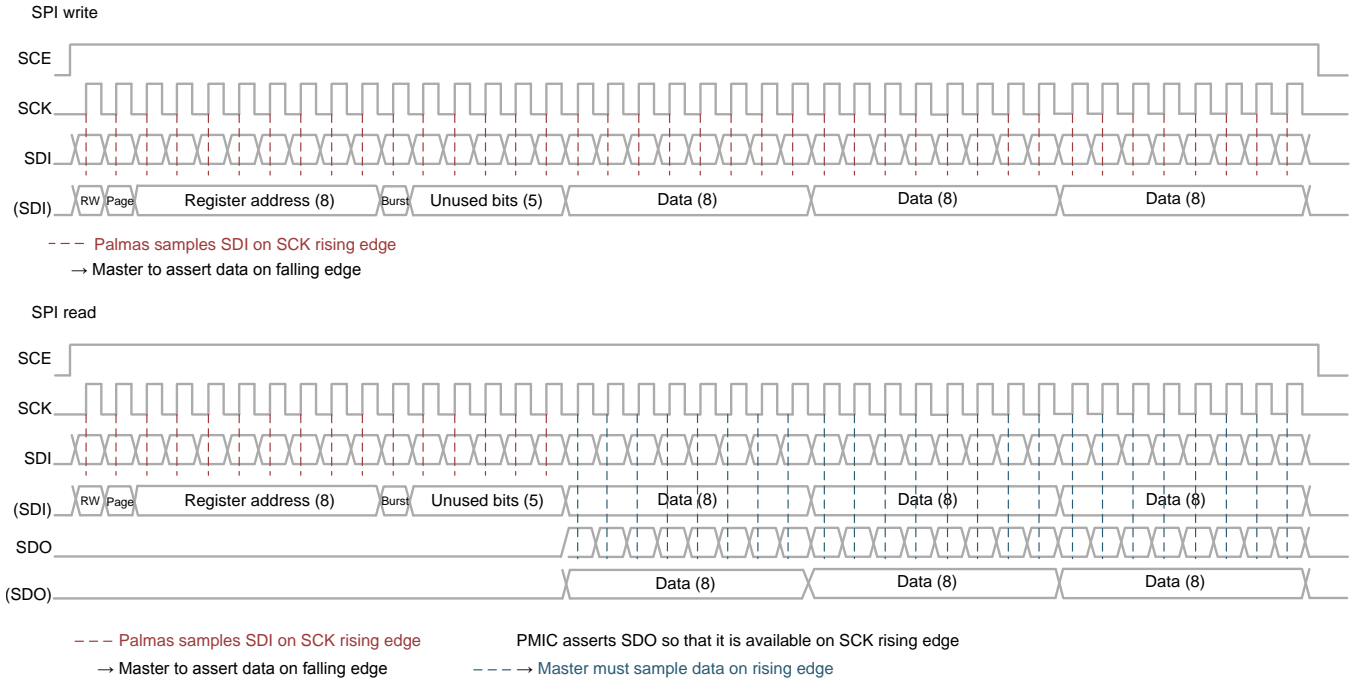 SPI write
SCE
SCK
SDI
(SDI) RW Page Register address (8) Burst Unused bits (5) Data (8) Data (8) Data (8)
--- Palmas samples SDI on SCK rising edge
→ Master to assert data on falling edge
SPI read
SCE
SCK
SDI
(SDI) RW Page Register address (8) Burst Unused bits (5) Data (8) Data (8) Data (8)
SDO
(SDO) Data (8) Data (8) Data (8)
--- Palmas samples SDI on SCK rising edge PMIC asserts SDO so that it is available on SCK rising edge
→ Master to assert data on falling edge ---→ Master must sample data on rising edge